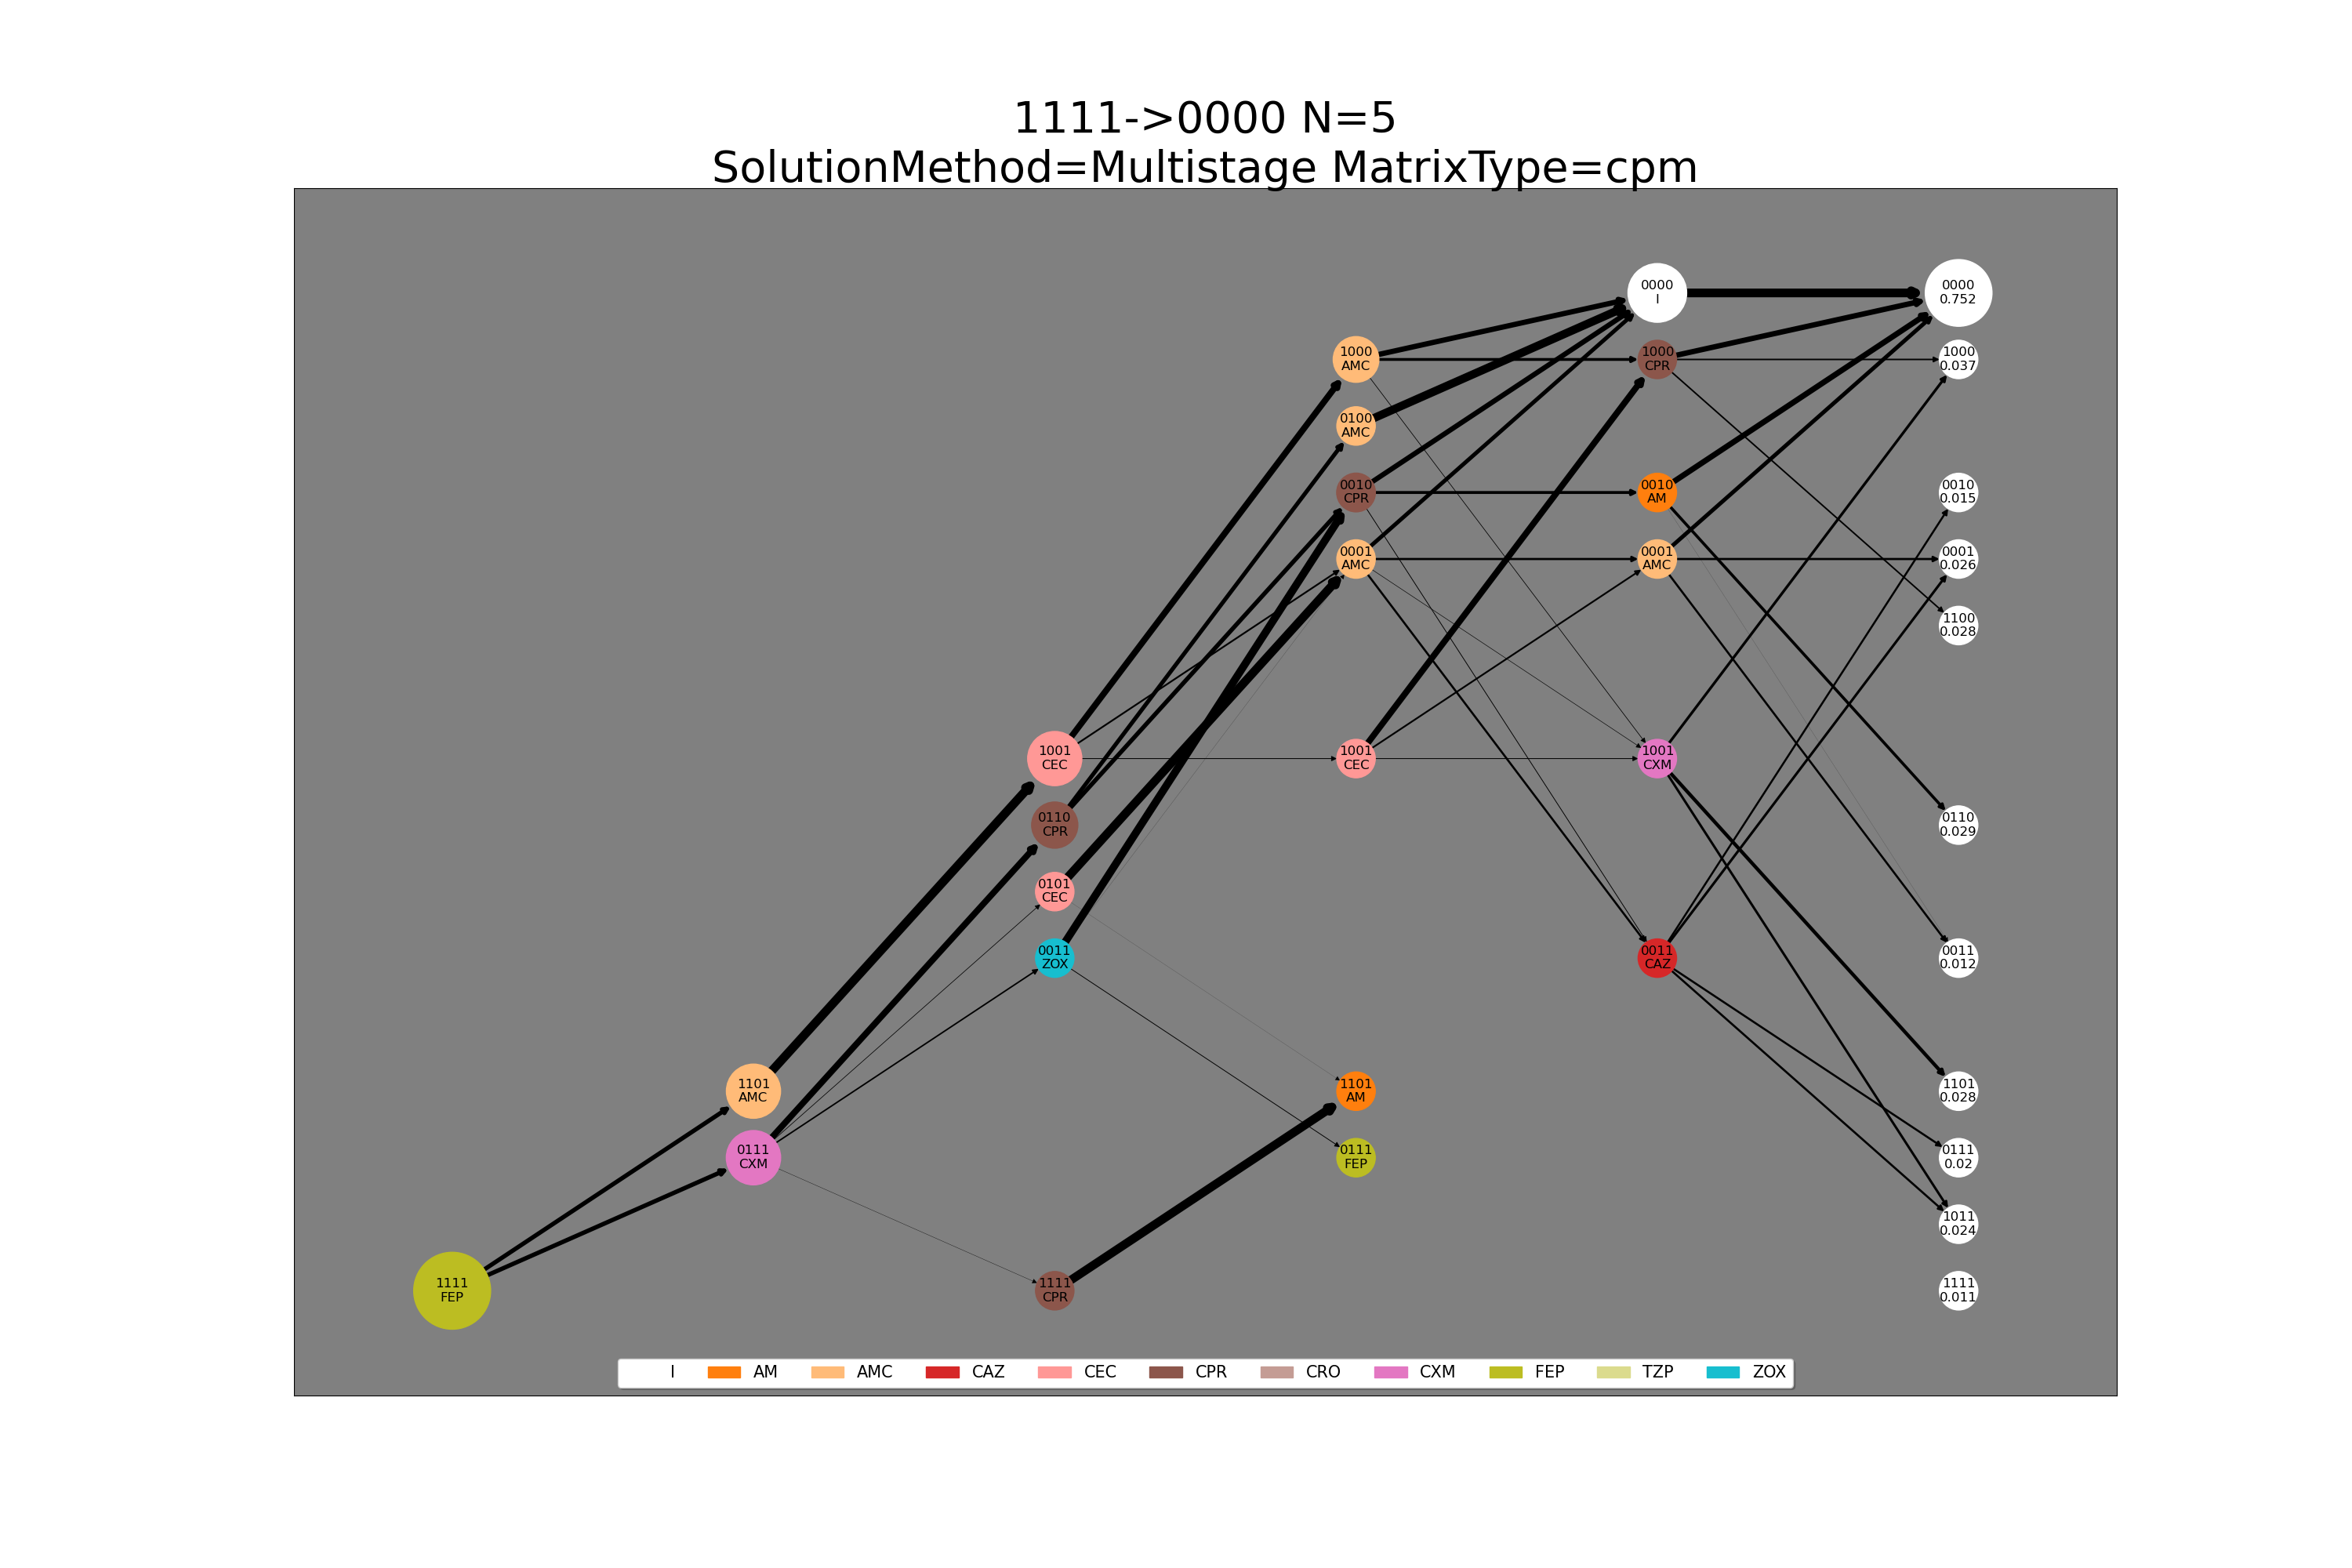 1111->0000 N=5
SolutionMethod=Multistage MatrixType=cpm
1111
FEP
1101
AMC
0111
CXM
1001
CEC
0110
CPR
0101
CEC
0011
ZOX
1111
CPR
1000
AMC
0100
AMC
0010
CPR
0001
AMC
1001
CEC
1101
AM
0111
FEP
0000
I
1000
CPR
0010
AM
0001
AMC
1001
CXM
0011
CAZ
0000
0.752
1000
0.037
0010
0.015
0001
0.026
1100
0.028
0110
0.029
0011
0.012
1101
0.028
0111
0.02
1011
0.024
1111
0.011
I AM AMC CAZ CEC CPR CRO CXM FEP TZP ZOX